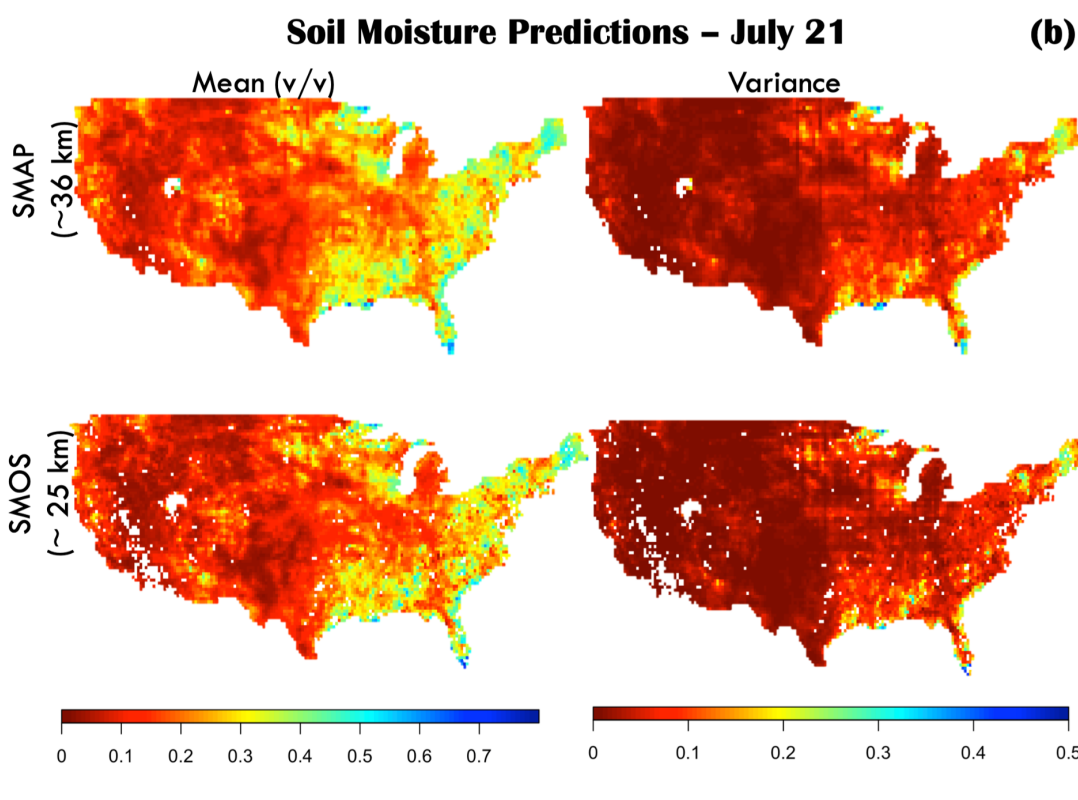 Soil Moisture Predictions – July 21
(b)
Mean (v/v)
Variance
SMAP
(~36 km)
SMOS
(~ 25 km)
0 0.1 0.2 0.3 0.4 0.5 0.6 0.7
0 0.1 0.2 0.3 0.4 0.5